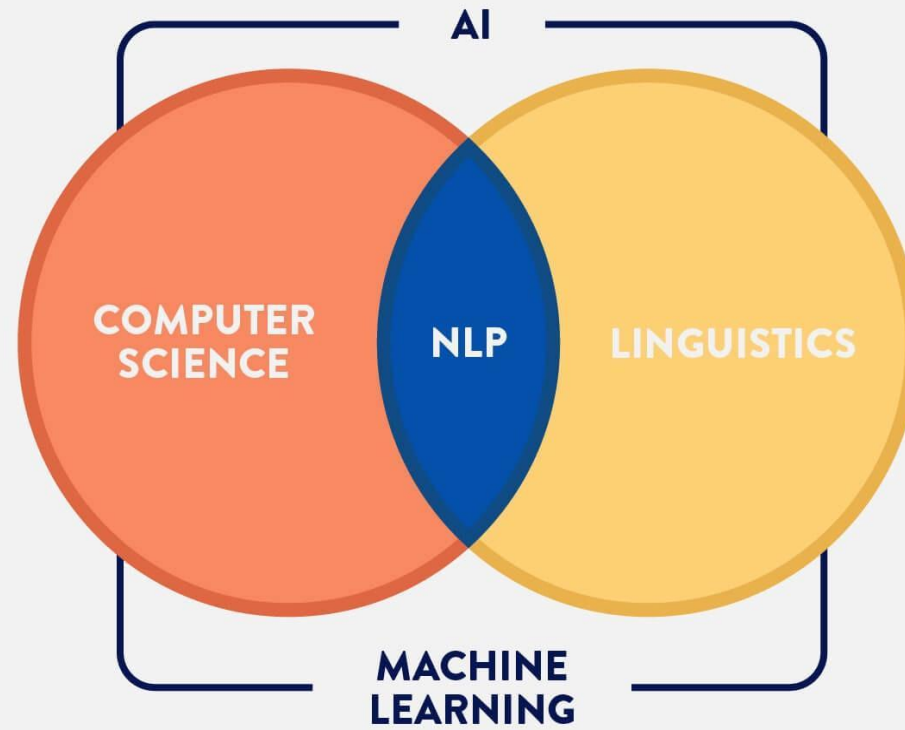 AI
COMPUTER
SCIENCE
NLP
LINGUISTICS
MACHINE
LEARNING